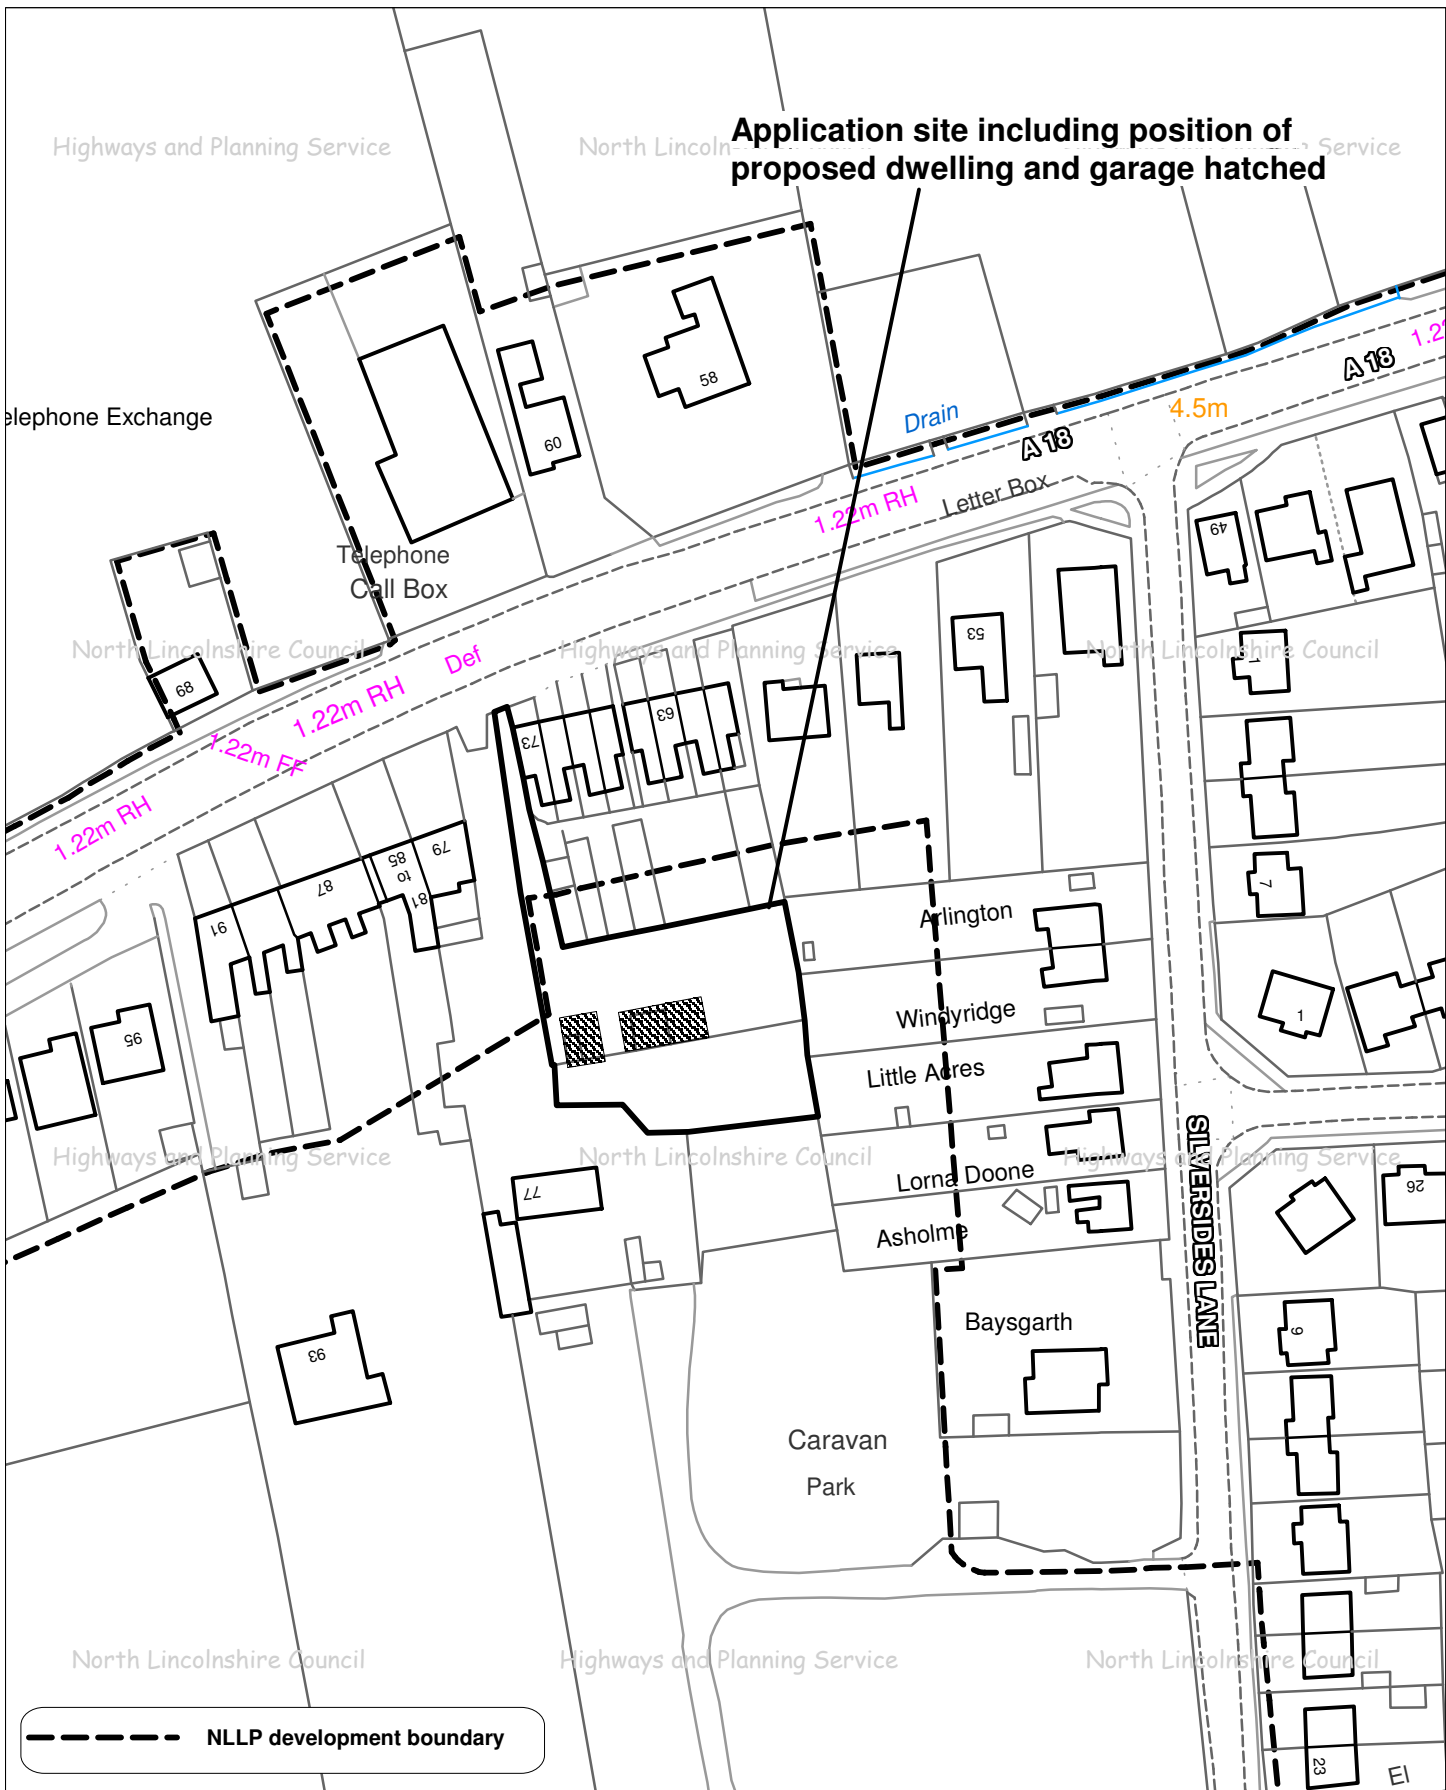 Highways and Planning Service
Application site including position of
proposed dwelling and garage hatched
Service
58
60
elephone Exchange
Drain
A 18
A 18
4.5m
1.22m RH
Letter Box
49
Telephone
Call Box
North Lincolnshire Council
Highways and Planning Service
North Lincolnshire Council
Def
68
1.22m RH
1.22m FF
1.22m RH
73
63
53
1
7
79
85
to
81
87
91
95
Arlington
Windyridge
Little Acres
1
Highways and Planning Service
North Lincolnshire Council
Highways and Planning Service
Lorna Doone
Asholme
77
26
SILVERSIDES LANE
Baysgarth
9
93
Caravan
Park
North Lincolnshire Council
Highways and Planning Service
North Lincolnshire Council
NLLP development boundary
23
El